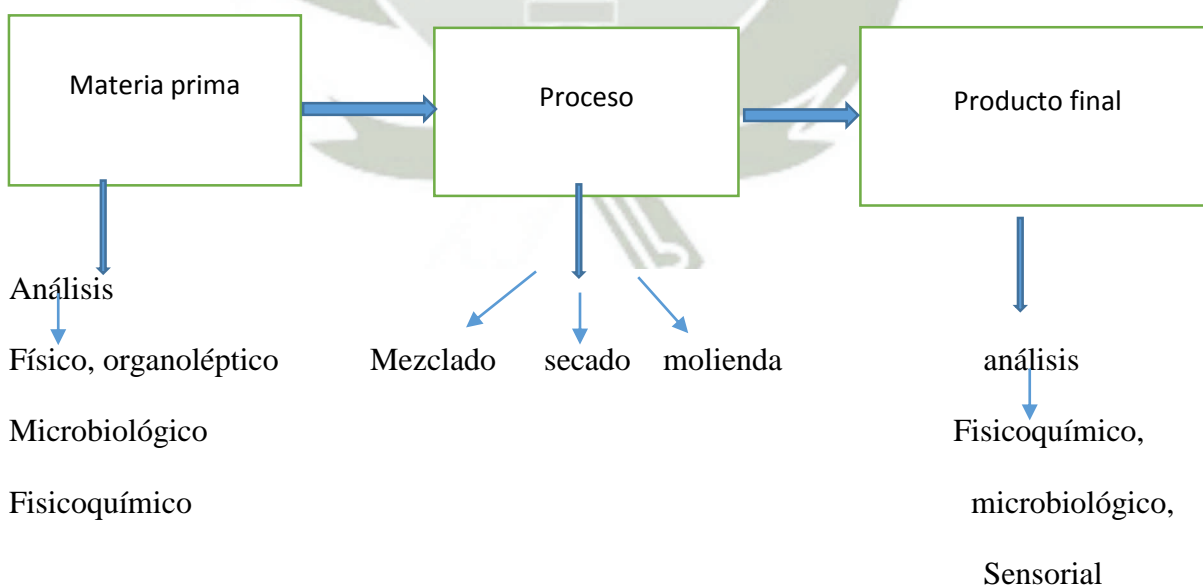 Materia prima
Proceso
Producto final
Análisis
Físico, organoléptico
Microbiológico
Fisicoquímico
Mezclado secado molienda
análisis
Fisicoquímico,
microbiológico,
Sensorial